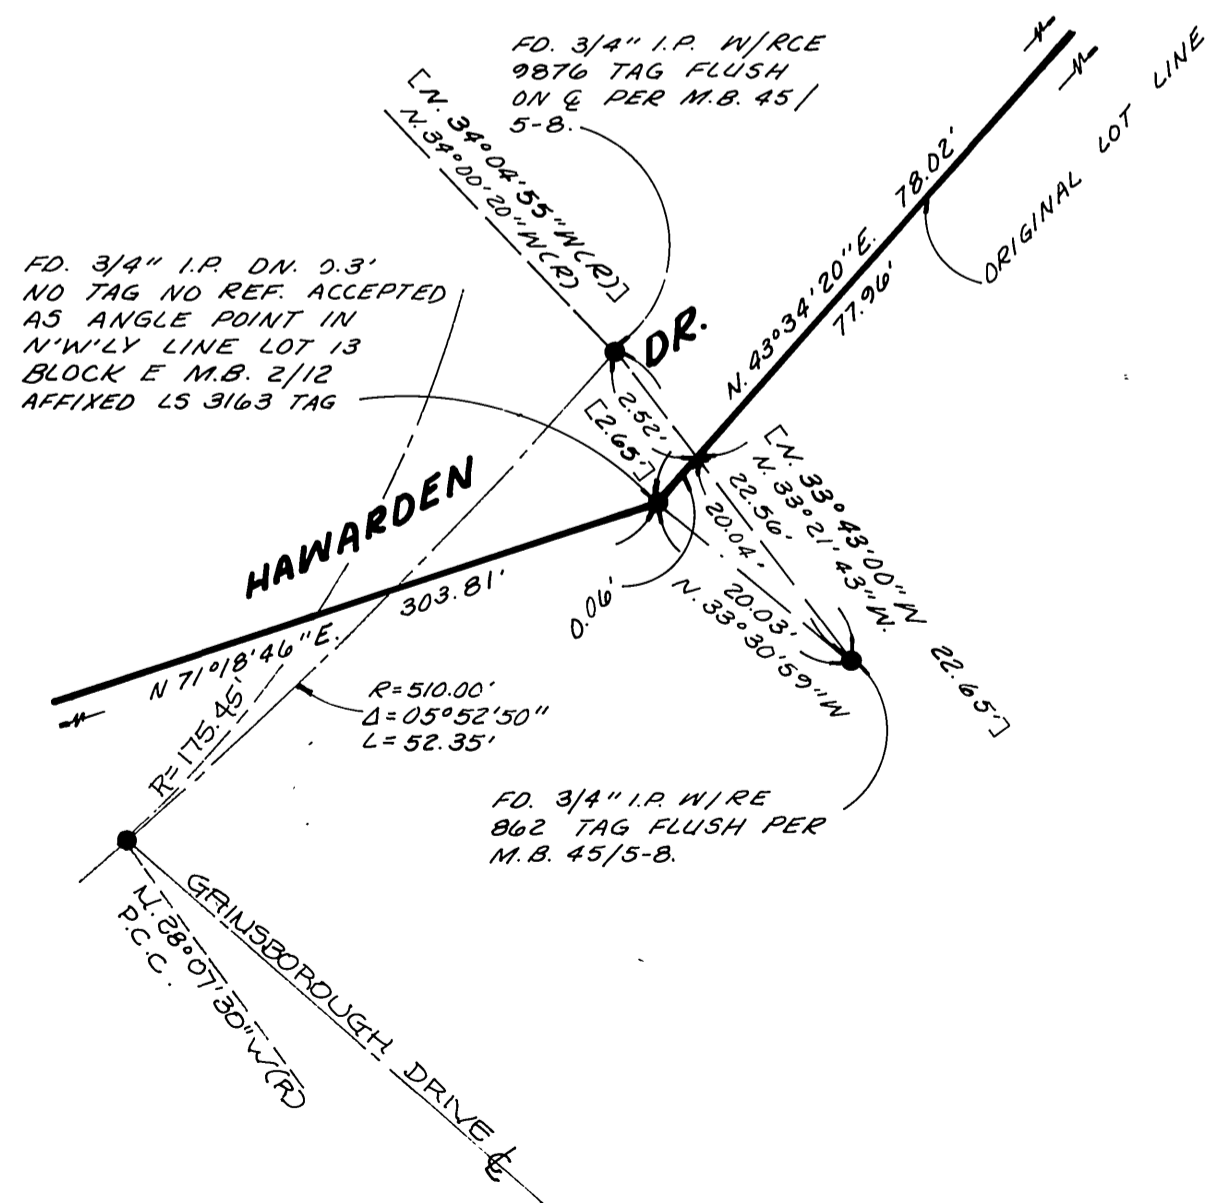 FD. 3/4" I.P. W/RCE
9876 TAG FLUSH
ON ℄ PER M.B. 45/
5-8.
[N. 34°04'55"W(R)]
N. 34°00'20"W(R)
78.02'
N. 43°34'20"E.
77.96'
ORIGINAL LOT LINE
FD. 3/4" I.P. DN. 0.3'
NO TAG NO REF. ACCEPTED
AS ANGLE POINT IN
N'W'LY LINE LOT 13
BLOCK E M.B. 2/12
AFFIXED LS 3163 TAG
HAWARDEN DR.
2.52'
[2.65']
[N. 33°43'00"W 22.65']
N. 33°21'43"W.
22.56'
20.04'
20.03'
N. 33°30'59"W
0.06'
303.81'
N 71°18'46"E.
R=175.45'
R=510.00'
Δ=05°52'50"
L=52.35'
FD. 3/4" I.P. W/RE
862 TAG FLUSH PER
M.B. 45/5-8.
GAINSBOROUGH DRIVE ℄
N. 28°07'30"W(R)
P.C.C.